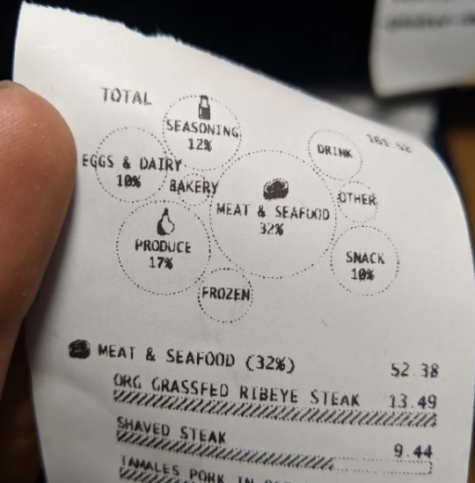 TOTAL
SEASONING
12%
DRINK
EGGS & DAIRY
10%
BAKERY
OTHER
MEAT & SEAFOOD
32%
PRODUCE
17%
SNACK
10%
FROZEN
MEAT & SEAFOOD (32%) 52.38
ORG GRASSFED RIBEYE STEAK 13.49
SHAVED STEAK 9.44
TAMALES PORK IN